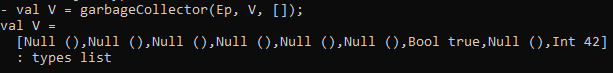 - val V = garbageCollector(Ep, V, []);
val V =
  [Null (),Null (),Null (),Null (),Null (),Null (),Bool true,Null (),Int 42]
  : types list